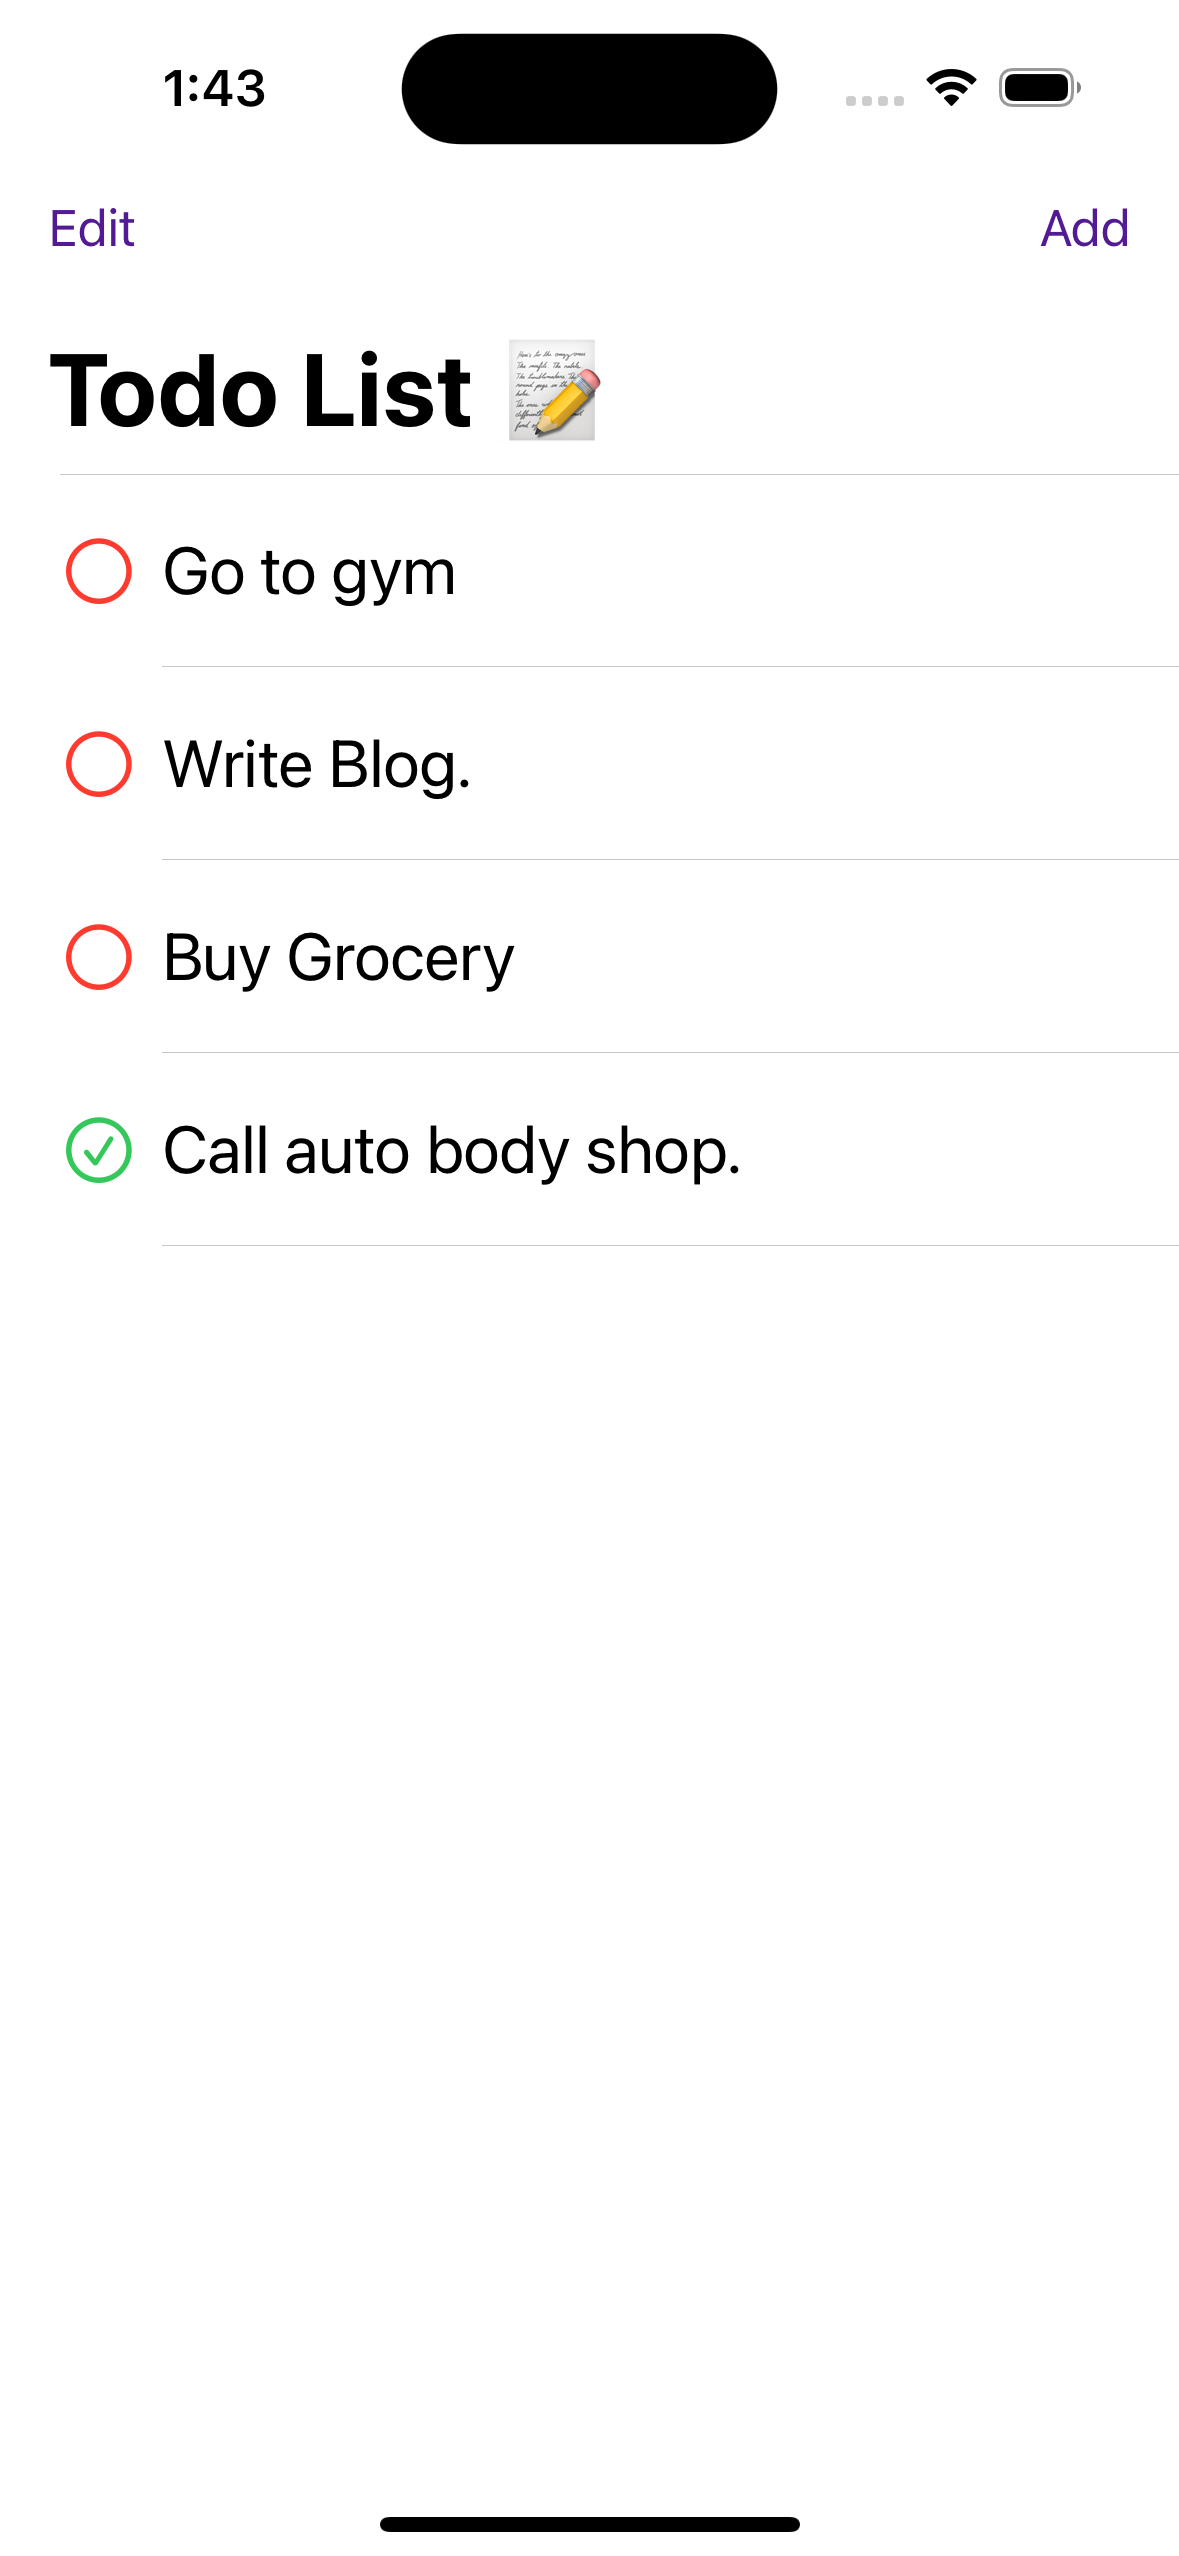 1:43
Edit
Add
Todo List 📝
Go to gym
Write Blog.
Buy Grocery
Call auto body shop.